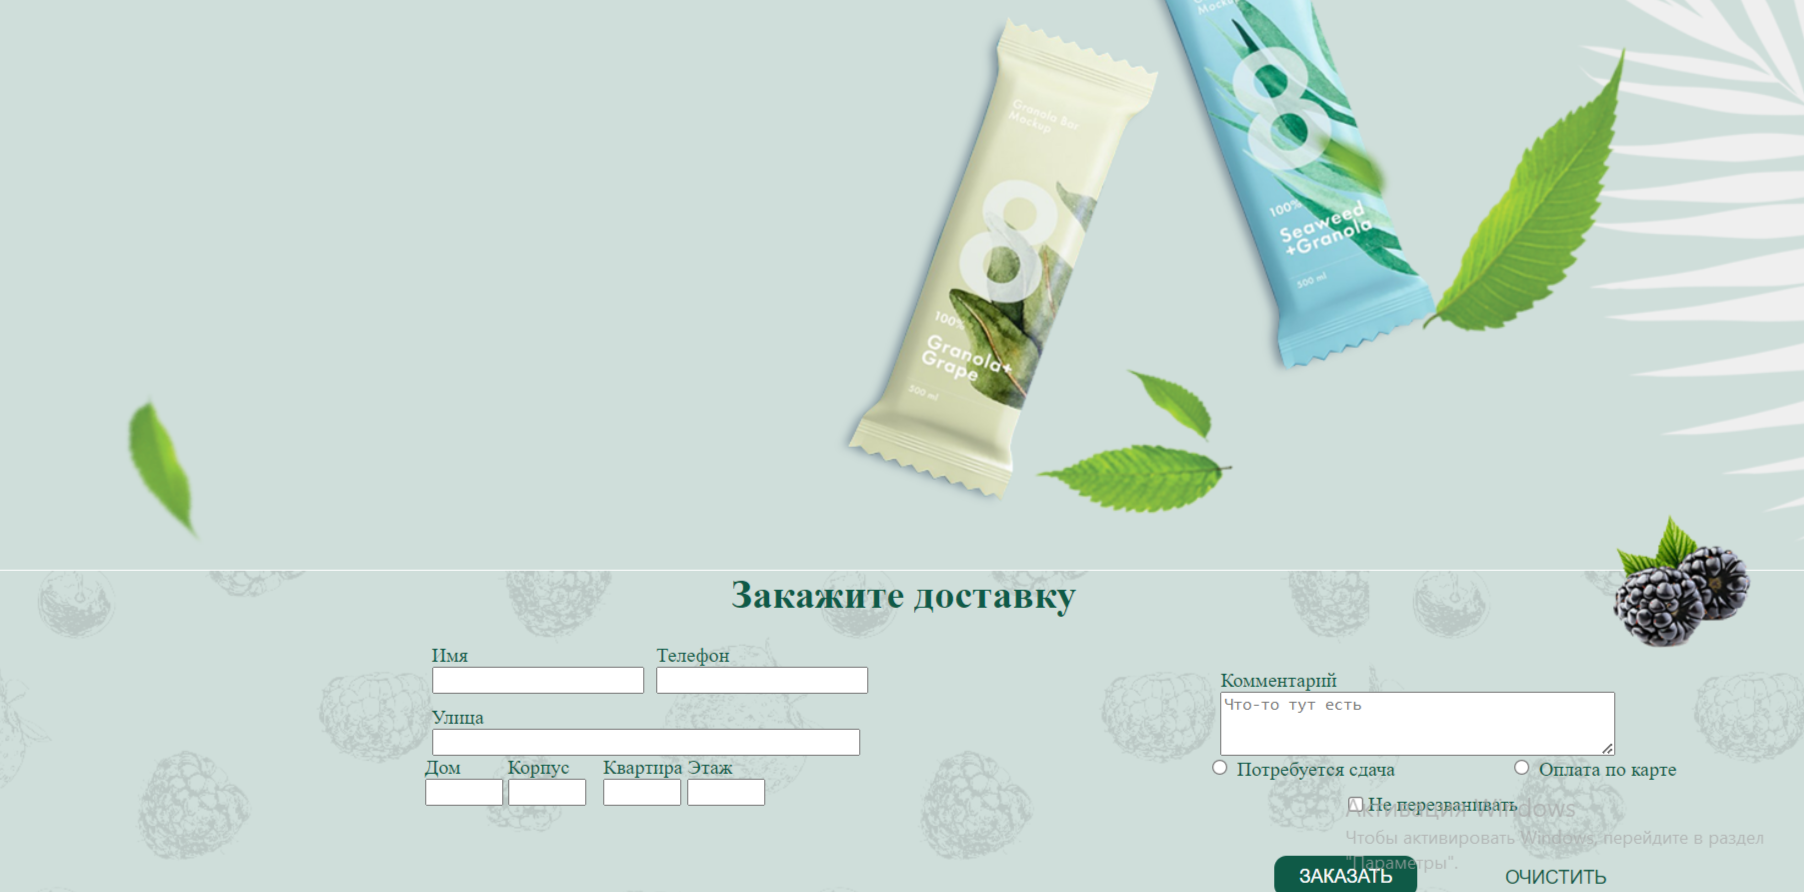 Mockup
Granola Bar
Mockup
8
8
100%
Seaweed
+Granola
500 ml
100%
Granola+
Grape
500 ml
Закажите доставку
Имя
Телефон
Комментарий
Что-то тут есть
Улица
Дом
Корпус
Квартира
Этаж
Потребуется сдача
Оплата по карте
Не перезванивать
Активация Windows
Чтобы активировать Windows, перейдите в раздел
"Параметры".
ЗАКАЗАТЬ
ОЧИСТИТЬ